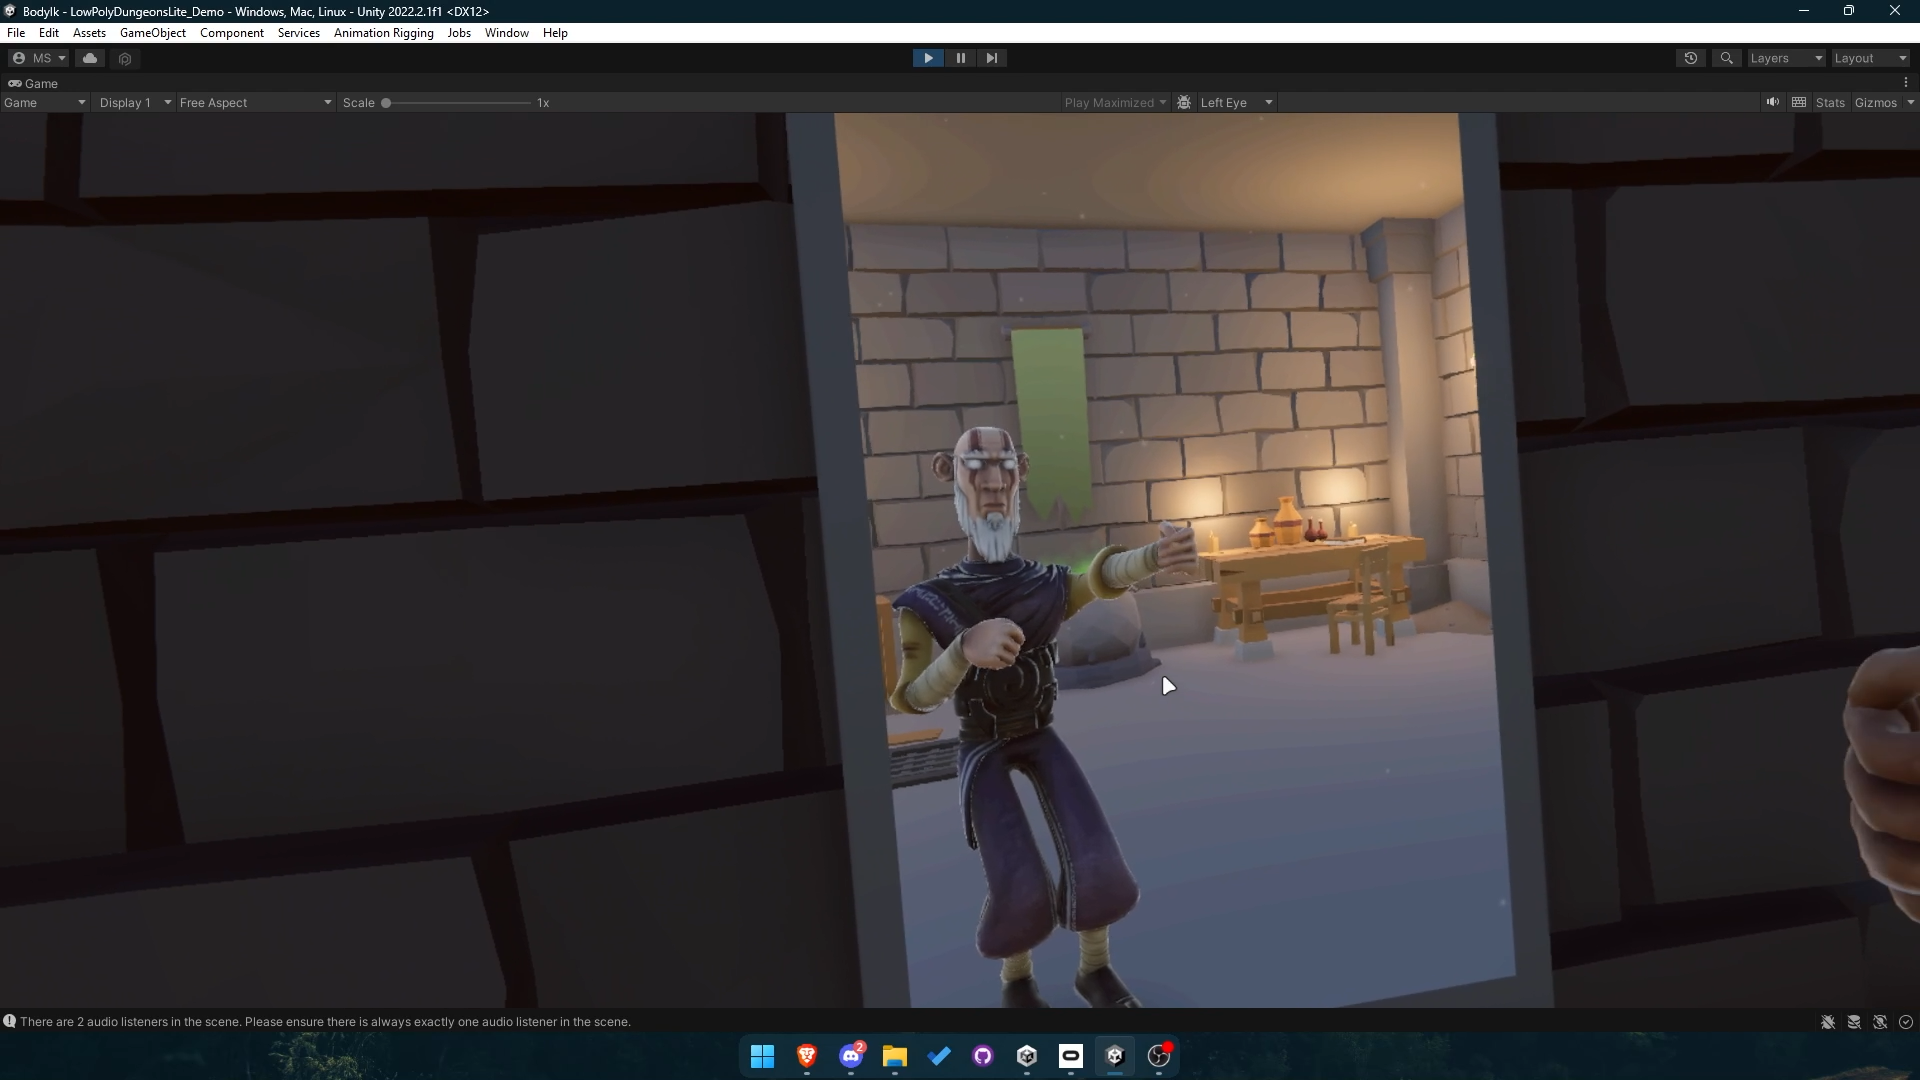 BodyIk - LowPolyDungeonsLite_Demo - Windows, Mac, Linux - Unity 2022.2.1f1 <DX12>
File Edit Assets GameObject Component Services Animation Rigging Jobs Window Help
MS Layers Layout
Game
Game Display 1 Free Aspect Scale 1x Play Maximized Left Eye Stats Gizmos
There are 2 audio listeners in the scene. Please ensure there is always exactly one audio listener in the scene.
2